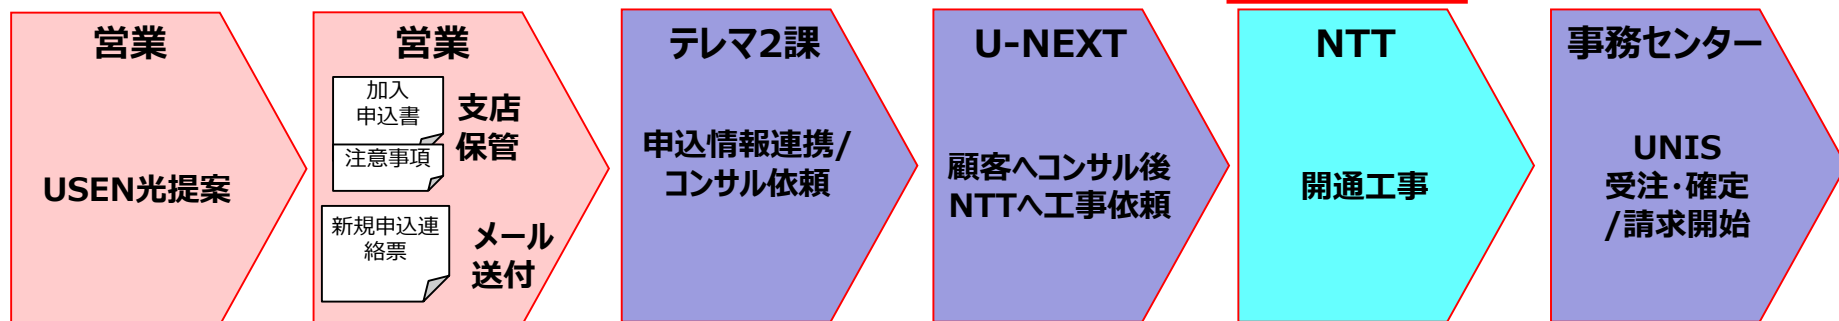 営業
USEN光提案
営業
加入
申込書
注意事項
支店
保管
新規申込連
絡票
メール
送付
テレマ2課
申込情報連携/
コンサル依頼
U-NEXT
顧客へコンサル後
NTTへ工事依頼
NTT
開通工事
事務センター
UNIS
受注・確定
/請求開始